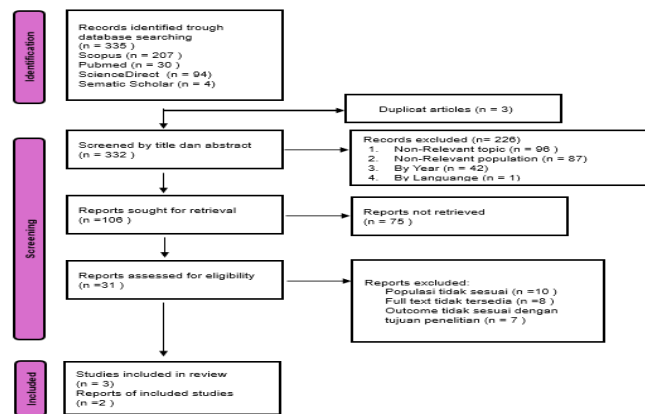 Identification
Records identified trough
database searching
(n = 335 )
Scopus (n = 207 )
Pubmed (n = 30 )
ScienceDirect (n = 94)
Sematic Scholar (n = 4)
Duplicat articles (n = 3)
Screening
Screened by title dan abstract
(n = 332 )
Records excluded (n= 226)
1. Non-Relevant topic (n = 96 )
2. Non-Relevant population (n = 87)
3. By Year (n = 42)
4. By Languange (n = 1)
Reports sought for retrieval
(n =106 )
Reports not retrieved
(n = 75 )
Reports assessed for eligibility
(n =31 )
Reports excluded:
Populasi tidak sesuai (n =10 )
Full text tidak tersedia (n =8 )
Outcome tidak sesuai dengan
tujuan penelitian (n = 7 )
Included
Studies included in review
(n = 3)
Reports of included studies
(n =2 )